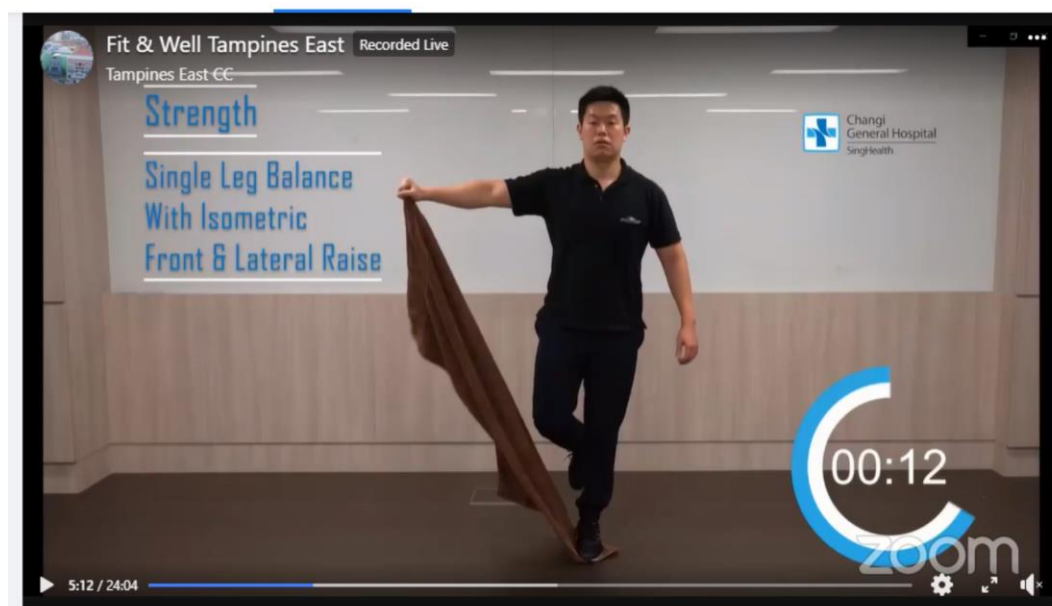 Fit & Well Tampines East Recorded Live
Tampines East CC
Strength
Single Leg Balance
With Isometric
Front & Lateral Raise
Changi
General Hospital
SingHealth
00:12
zoom
5:12 / 24:04